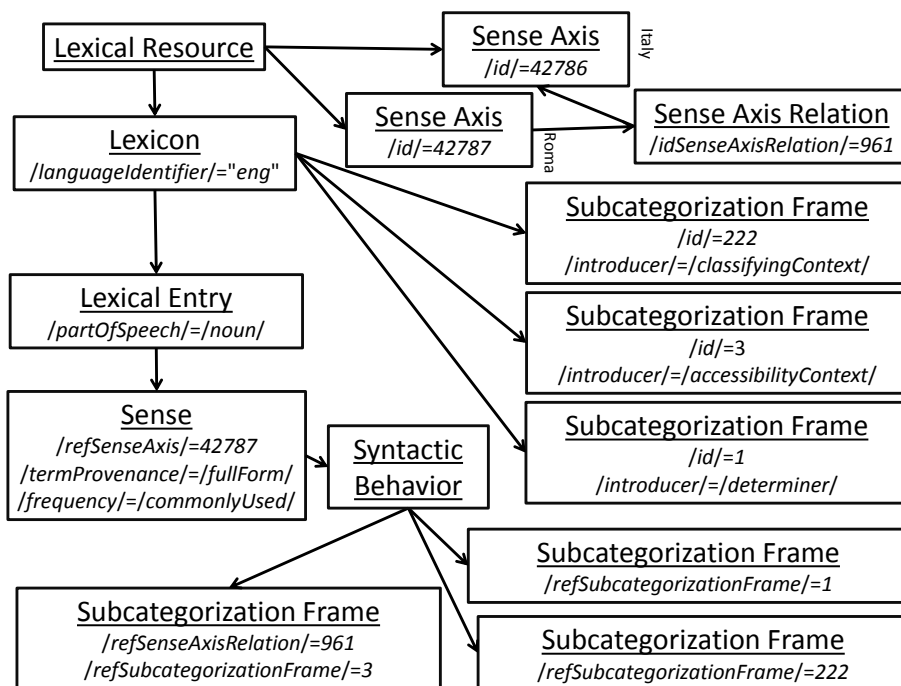 Lexical Resource
Sense Axis
/id/=42786
Italy
Sense Axis
/id/=42787
Roma
Sense Axis Relation
/idSenseAxisRelation/=961
Lexicon
/languageIdentifier/="eng"
Subcategorization Frame
/id/=222
/introducer/=/classifyingContext/
Lexical Entry
/partOfSpeech/=/noun/
Subcategorization Frame
/id/=3
/introducer/=/accessibilityContext/
Sense
/refSenseAxis/=42787
/termProvenance/=/fullForm/
/frequency/=/commonlyUsed/
Syntactic
Behavior
Subcategorization Frame
/id/=1
/introducer/=/determiner/
Subcategorization Frame
/refSubcategorizationFrame/=1
Subcategorization Frame
/refSenseAxisRelation/=961
/refSubcategorizationFrame/=3
Subcategorization Frame
/refSubcategorizationFrame/=222